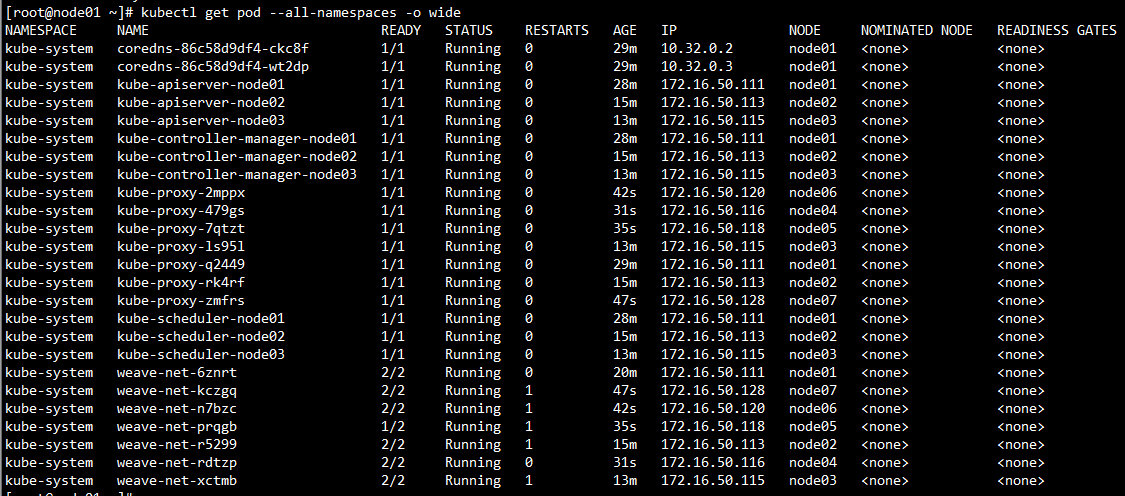 [root@node01 ~]# kubectl get pod --all-namespaces -o wide
NAMESPACE NAME READY STATUS RESTARTS AGE IP NODE NOMINATED NODE READINESS GATES
kube-system coredns-86c58d9df4-ckc8f 1/1 Running 0 29m 10.32.0.2 node01 <none> <none>
kube-system coredns-86c58d9df4-wt2dp 1/1 Running 0 29m 10.32.0.3 node01 <none> <none>
kube-system kube-apiserver-node01 1/1 Running 0 28m 172.16.50.111 node01 <none> <none>
kube-system kube-apiserver-node02 1/1 Running 0 15m 172.16.50.113 node02 <none> <none>
kube-system kube-apiserver-node03 1/1 Running 0 13m 172.16.50.115 node03 <none> <none>
kube-system kube-controller-manager-node01 1/1 Running 0 28m 172.16.50.111 node01 <none> <none>
kube-system kube-controller-manager-node02 1/1 Running 0 15m 172.16.50.113 node02 <none> <none>
kube-system kube-controller-manager-node03 1/1 Running 0 13m 172.16.50.115 node03 <none> <none>
kube-system kube-proxy-2mppx 1/1 Running 0 42s 172.16.50.120 node06 <none> <none>
kube-system kube-proxy-479gs 1/1 Running 0 31s 172.16.50.116 node04 <none> <none>
kube-system kube-proxy-7qtzt 1/1 Running 0 35s 172.16.50.118 node05 <none> <none>
kube-system kube-proxy-ls95l 1/1 Running 0 13m 172.16.50.115 node03 <none> <none>
kube-system kube-proxy-q2449 1/1 Running 0 29m 172.16.50.111 node01 <none> <none>
kube-system kube-proxy-rk4rf 1/1 Running 0 15m 172.16.50.113 node02 <none> <none>
kube-system kube-proxy-zmfrs 1/1 Running 0 47s 172.16.50.128 node07 <none> <none>
kube-system kube-scheduler-node01 1/1 Running 0 28m 172.16.50.111 node01 <none> <none>
kube-system kube-scheduler-node02 1/1 Running 0 15m 172.16.50.113 node02 <none> <none>
kube-system kube-scheduler-node03 1/1 Running 0 13m 172.16.50.115 node03 <none> <none>
kube-system weave-net-6znrt 2/2 Running 0 20m 172.16.50.111 node01 <none> <none>
kube-system weave-net-kczgq 2/2 Running 1 47s 172.16.50.128 node07 <none> <none>
kube-system weave-net-n7bzc 2/2 Running 1 42s 172.16.50.120 node06 <none> <none>
kube-system weave-net-prqgb 1/2 Running 1 35s 172.16.50.118 node05 <none> <none>
kube-system weave-net-r5299 2/2 Running 1 15m 172.16.50.113 node02 <none> <none>
kube-system weave-net-rdtzp 2/2 Running 0 31s 172.16.50.116 node04 <none> <none>
kube-system weave-net-xctmb 2/2 Running 1 13m 172.16.50.115 node03 <none> <none>